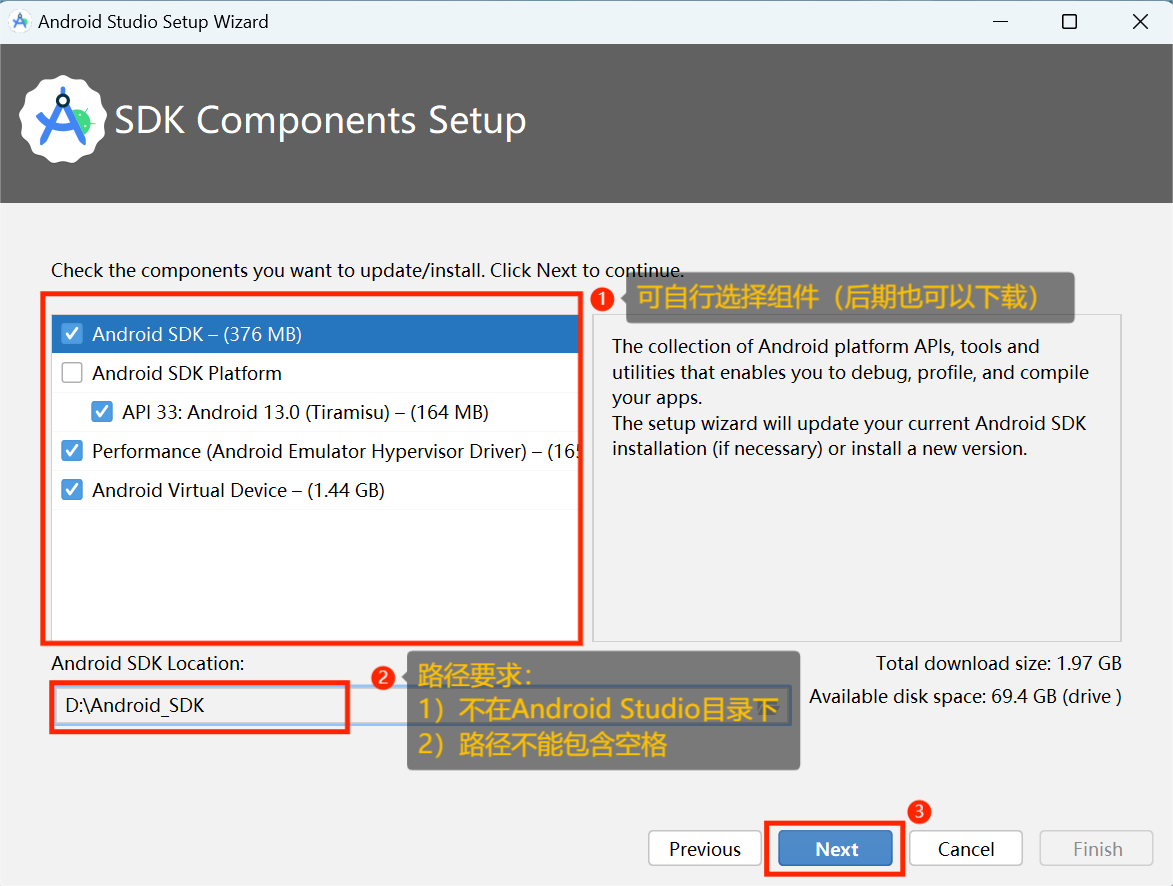 Android Studio Setup Wizard
SDK Components Setup
Check the components you want to update/install. Click Next to continue.
1
可自行选择组件（后期也可以下载）
Android SDK – (376 MB)
Android SDK Platform
API 33: Android 13.0 (Tiramisu) – (164 MB)
Performance (Android Emulator Hypervisor Driver) – (165
Android Virtual Device – (1.44 GB)
The collection of Android platform APIs, tools and
utilities that enables you to debug, profile, and compile
your apps.
The setup wizard will update your current Android SDK
installation (if necessary) or install a new version.
Android SDK Location:
D:\Android_SDK
2
路径要求：
1）不在Android Studio目录下
2）路径不能包含空格
Total download size: 1.97 GB
Available disk space: 69.4 GB (drive )
3
Previous
Next
Cancel
Finish